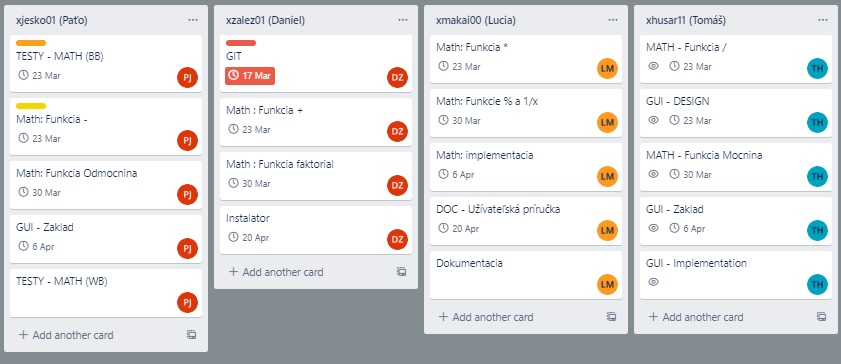 xjesko01 (Paťo)
TESTY - MATH (BB)
23 Mar
PJ
Math: Funkcia -
23 Mar
PJ
Math: Funkcia Odmocnina
30 Mar
PJ
GUI - Zaklad
6 Apr
PJ
TESTY - MATH (WB)
PJ
+ Add another card
xzalez01 (Daniel)
GIT
17 Mar
DZ
Math : Funkcia +
23 Mar
DZ
Math : Funkcia faktorial
30 Mar
DZ
Instalator
20 Apr
DZ
+ Add another card
xmakai00 (Lucia)
Math: Funkcia *
23 Mar
LM
Math: Funkcie % a 1/x
30 Mar
LM
Math: implementacia
6 Apr
LM
DOC - Užívateľská príručka
20 Apr
LM
Dokumentacia
LM
+ Add another card
xhusar11 (Tomáš)
MATH - Funkcia /
23 Mar
TH
GUI - DESIGN
23 Mar
TH
MATH - Funkcia Mocnina
30 Mar
TH
GUI - Zaklad
6 Apr
TH
GUI - Implementation
TH
+ Add another card